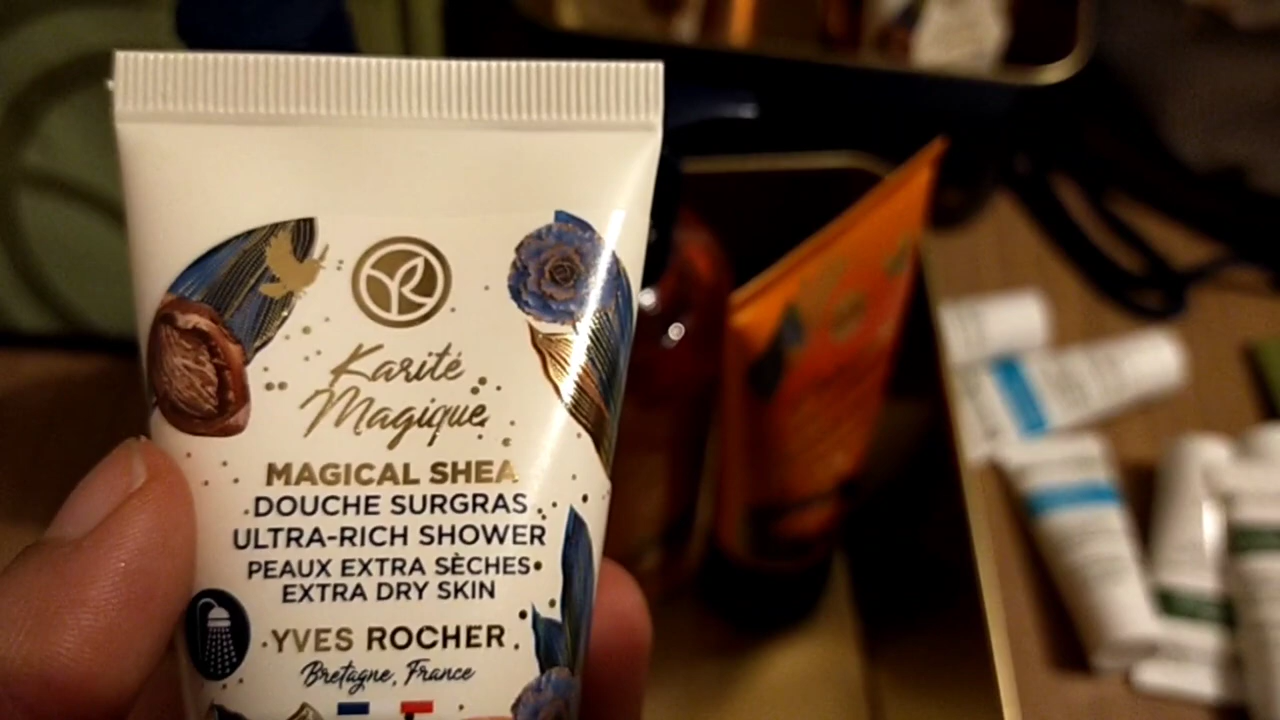 Karité
Magique
MAGICAL SHEA
DOUCHE SURGRAS
ULTRA-RICH SHOWER
PEAUX EXTRA SÈCHES
EXTRA DRY SKIN
YVES ROCHER
Bretagne, France